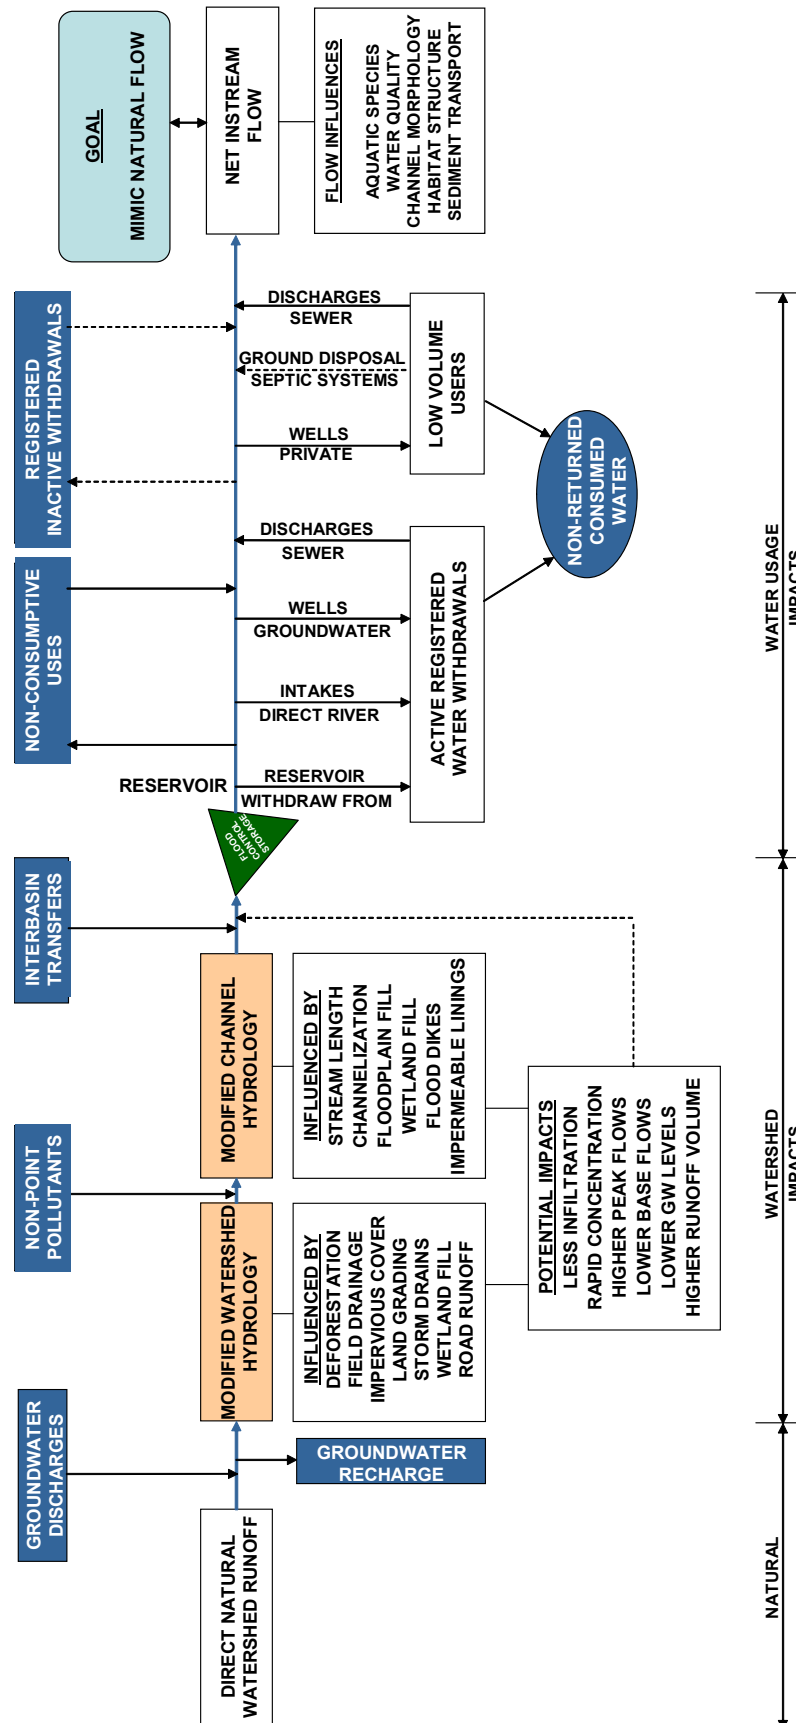 DIRECT NATURAL
WATERSHED RUNOFF
GROUNDWATER
DISCHARGES
GROUNDWATER
RECHARGE
MODIFIED WATERSHED
HYDROLOGY
INFLUENCED BY
DEFORESTATION
FIELD DRAINAGE
IMPERVIOUS COVER
LAND GRADING
STORM DRAINS
WETLAND FILL
ROAD RUNOFF
NON-POINT
POLLUTANTS
MODIFIED CHANNEL
HYDROLOGY
INFLUENCED BY
STREAM LENGTH
CHANNELIZATION
FLOODPLAIN FILL
WETLAND FILL
FLOOD DIKES
IMPERMEABLE LININGS
POTENTIAL IMPACTS
LESS INFILTRATION
RAPID CONCENTRATION
HIGHER PEAK FLOWS
LOWER BASE FLOWS
LOWER GW LEVELS
HIGHER RUNOFF VOLUME
INTERBASIN
TRANSFERS
FLOOD
CONTROL
STORAGE
RESERVOIR
RESERVOIR
WITHDRAW FROM
INTAKES
DIRECT RIVER
WELLS
GROUNDWATER
DISCHARGES
SEWER
ACTIVE REGISTERED
WATER WITHDRAWALS
NON-CONSUMPTIVE
USES
REGISTERED
INACTIVE WITHDRAWALS
WELLS
PRIVATE
GROUND DISPOSAL
SEPTIC SYSTEMS
DISCHARGES
SEWER
LOW VOLUME
USERS
NON-RETURNED
CONSUMED
WATER
GOAL
MIMIC NATURAL FLOW
NET INSTREAM
FLOW
FLOW INFLUENCES
AQUATIC SPECIES
WATER QUALITY
CHANNEL MORPHOLOGY
HABITAT STRUCTURE
SEDIMENT TRANSPORT
NATURAL
WATERSHED
IMPACTS
WATER USAGE
IMPACTS